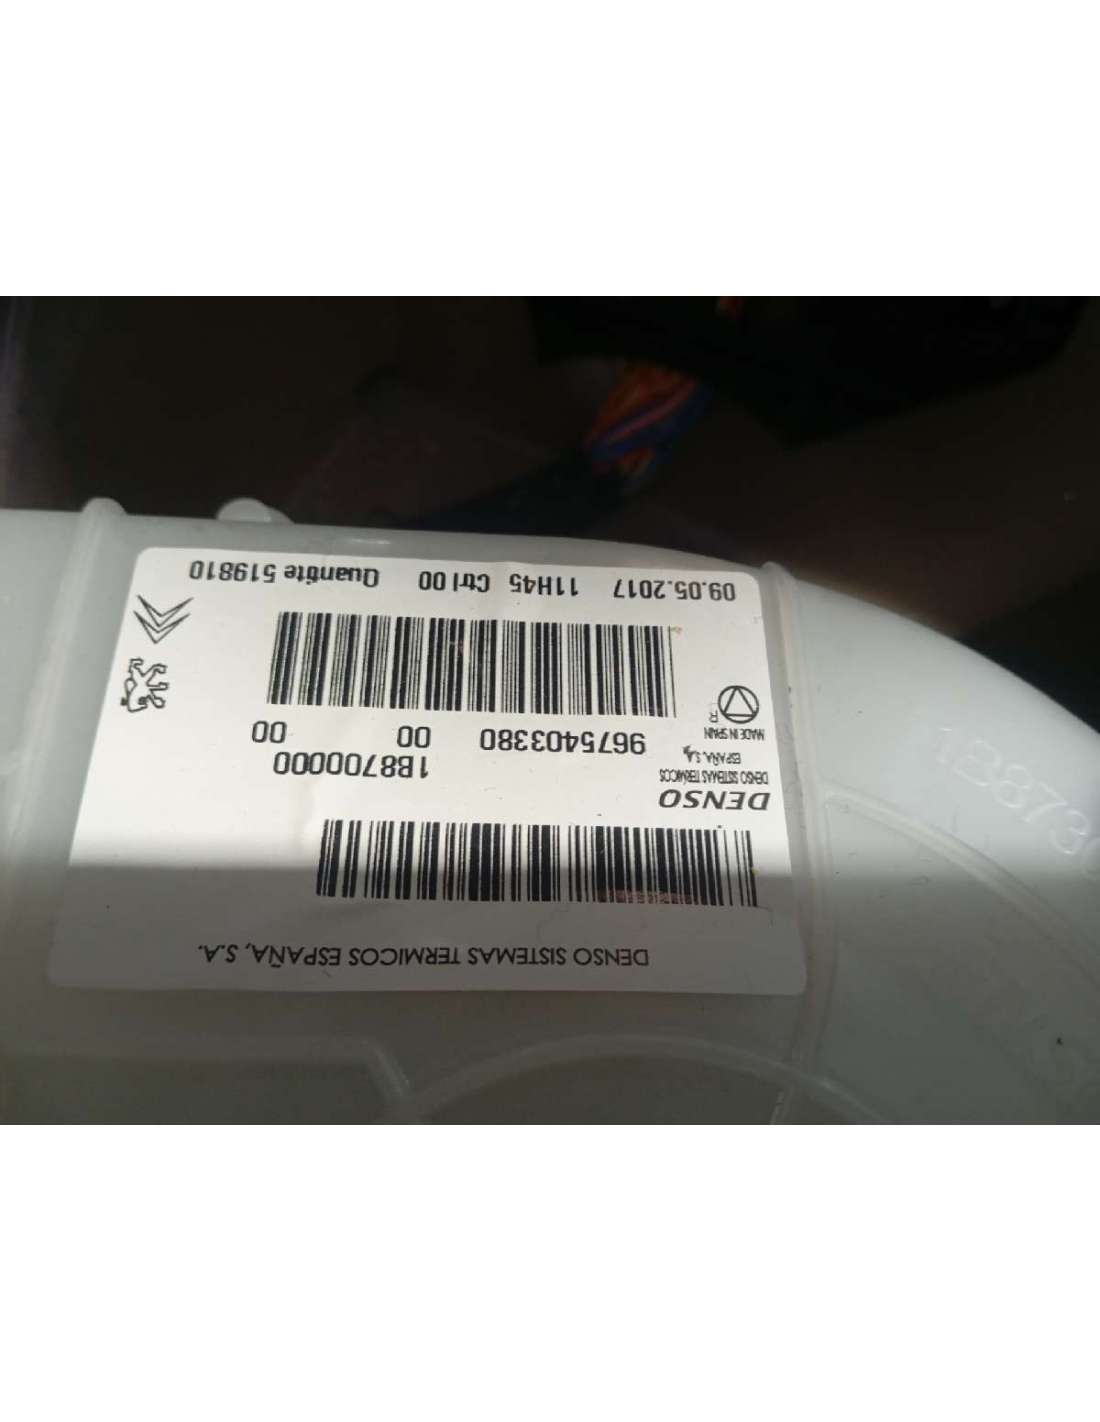 DENSO SISTEMAS TERMICOS ESPAÑA, S.A.
DENSO
DENSO SISTEMAS TERMICOS
ESPAÑA, S.A.
MADE IN SPAIN
1B8700000
9675403380 00 00
09.05.2017 11H45 Ctrl 00 Quantite 519810